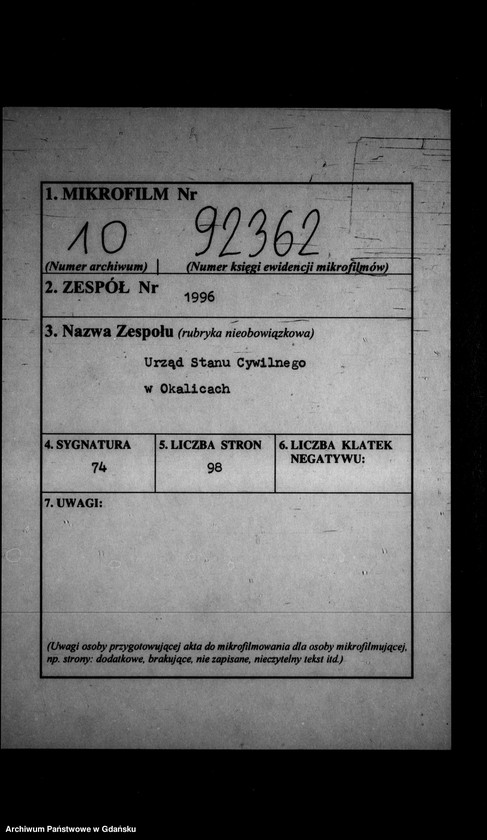 1. MIKROFILM Nr
10 92362
(Numer archiwum) (Numer księgi ewidencji mikrofilmów)
2. ZESPÓŁ Nr
1996
3. Nazwa Zespołu (rubryka nieobowiązkowa)
Urząd Stanu Cywilnego
w Okalicach
4. SYGNATURA 5. LICZBA STRON 6. LICZBA KLATEK
NEGATYWU:
74 98
7. UWAGI:
(Uwagi osoby przygotowującej akta do mikrofilmowania dla osoby mikrofilmującej,
np. strony: dodatkowe, brakujące, nie zapisane, nieczytelny tekst itd.)
Archiwum Państwowe w Gdańsku